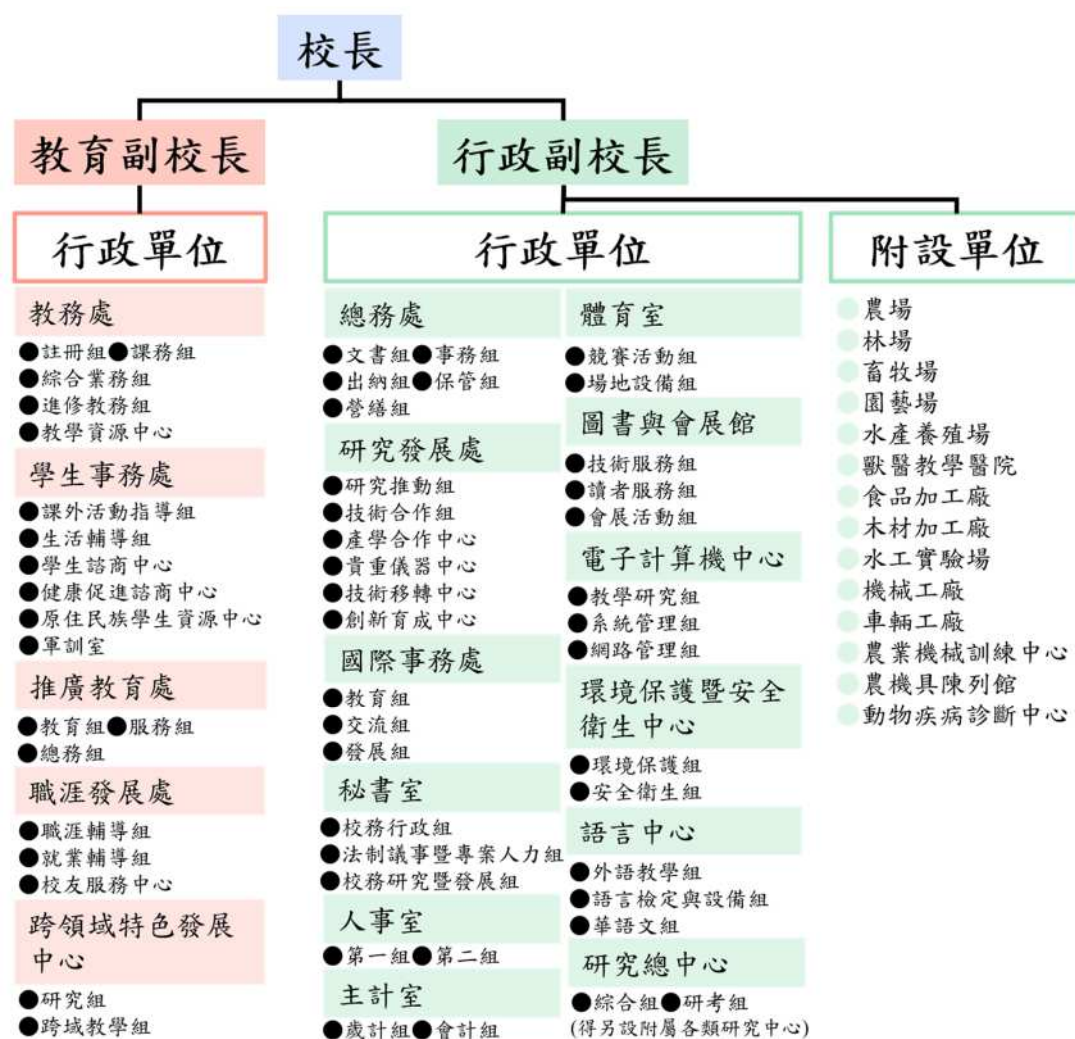 校長
教育副校長
行政副校長
行政單位
教務處
●註冊組●課務組
●綜合業務組
●進修教務組
●教學資源中心
學生事務處
●課外活動指導組
●生活輔導組
●學生諮商中心
●健康促進諮商中心
●原住民族學生資源中心
●軍訓室
推廣教育處
●教育組●服務組
●總務組
職涯發展處
●職涯輔導組
●就業輔導組
●校友服務中心
跨領域特色發展
中心
●研究組
●跨域教學組
行政單位
總務處
●文書組●事務組
●出納組●保管組
●營繕組
研究發展處
●研究推動組
●技術合作組
●產學合作中心
●貴重儀器中心
●技術移轉中心
●創新育成中心
國際事務處
●教育組
●交流組
●發展組
秘書室
●校務行政組
●法制議事暨專案人力組
●校務研究暨發展組
人事室
●第一組●第二組
主計室
●歲計組●會計組
體育室
●競賽活動組
●場地設備組
圖書與會展館
●技術服務組
●讀者服務組
●會展活動組
電子計算機中心
●教學研究組
●系統管理組
●網路管理組
環境保護暨安全
衛生中心
●環境保護組
●安全衛生組
語言中心
●外語教學組
●語言檢定與設備組
●華語文組
研究總中心
●綜合組●研考組
(得另設附屬各類研究中心)
附設單位
農場
林場
畜牧場
園藝場
水產養殖場
獸醫教學醫院
食品加工廠
木材加工廠
水工實驗場
機械工廠
車輛工廠
農業機械訓練中心
農機具陳列館
動物疾病診斷中心